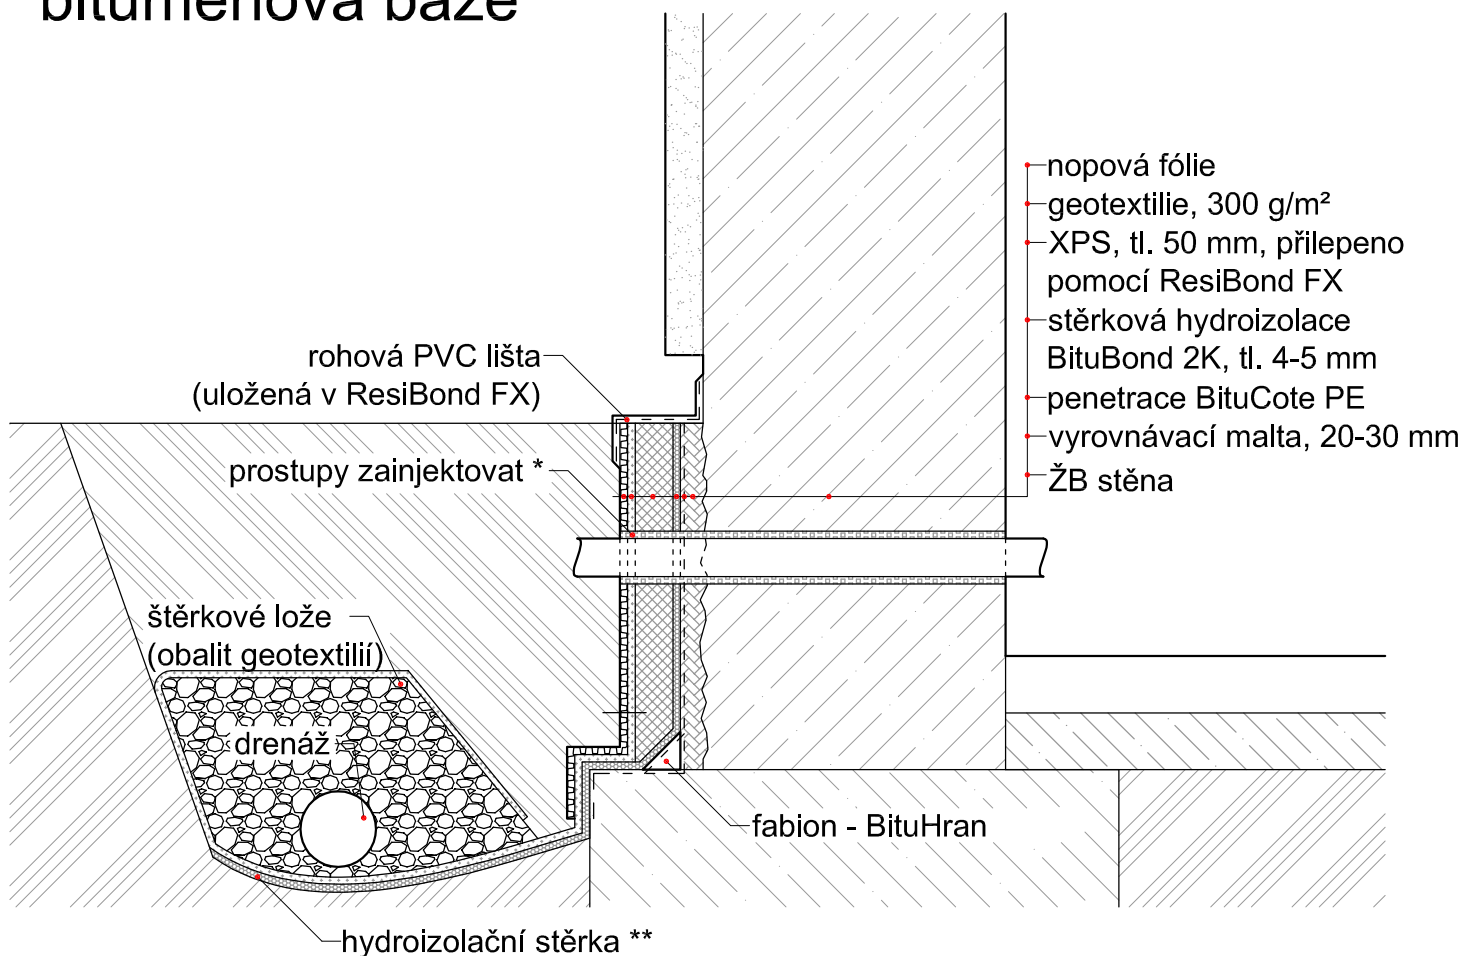 bitumenová báze
nopová fólie
geotextilie, 300 g/m²
XPS, tl. 50 mm, přilepeno
pomocí ResiBond FX
stěrková hydroizolace
BituBond 2K, tl. 4-5 mm
penetrace BituCote PE
vyrovnávací malta, 20-30 mm
ŽB stěna
rohová PVC lišta
(uložená v ResiBond FX)
prostupy zainjektovat *
štěrkové lože
(obalit geotextilií)
drenáž
fabion - BituHran
hydroizolační stěrka **